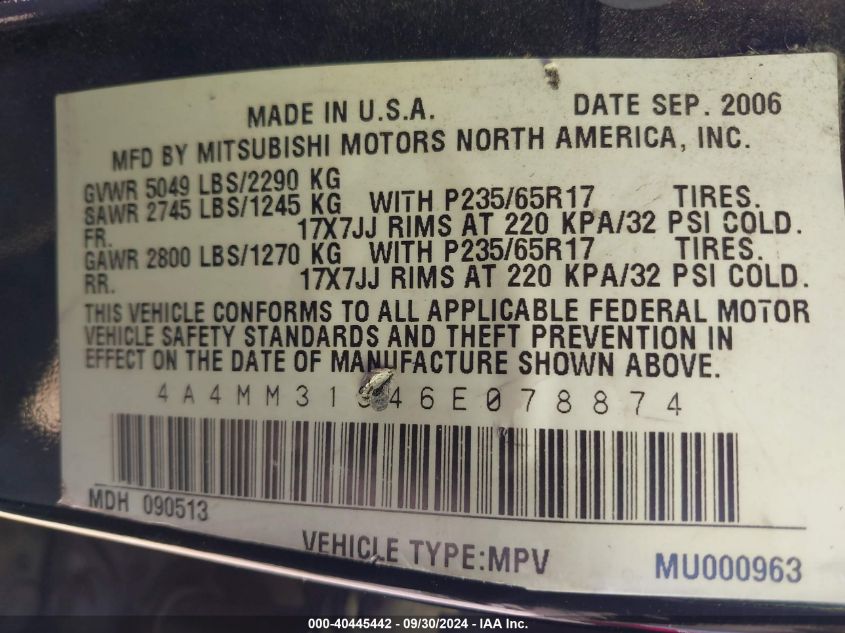 MADE IN U.S.A. DATE SEP. 2006
MFD BY MITSUBISHI MOTORS NORTH AMERICA, INC.
GVWR 5049 LBS/2290 KG
SAWR 2745 LBS/1245 KG WITH P235/65R17 TIRES.
FR. 17X7JJ RIMS AT 220 KPA/32 PSI COLD.
GAWR 2800 LBS/1270 KG WITH P235/65R17 TIRES.
RR. 17X7JJ RIMS AT 220 KPA/32 PSI COLD.
THIS VEHICLE CONFORMS TO ALL APPLICABLE FEDERAL MOTOR
VEHICLE SAFETY STANDARDS AND THEFT PREVENTION IN
EFFECT ON THE DATE OF MANUFACTURE SHOWN ABOVE.
MDH 090513
VEHICLE TYPE:MPV MU000963
000-40445442 - 09/30/2024 - IAA Inc.